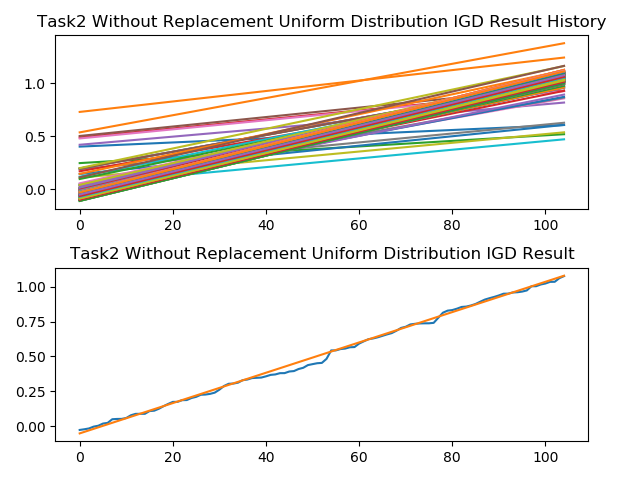 Task2 Without Replacement Uniform Distribution IGD Result History
1.0
0.5
0.0
0 20 40 60 80 100
Task2 Without Replacement Uniform Distribution IGD Result
1.00
0.75
0.50
0.25
0.00
0 20 40 60 80 100